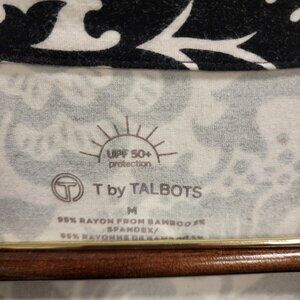 UPF 50+
protection
T T by TALBOTS
M
95% RAYON FROM BAMBOO 5%
SPANDEX/
95% RAYONNE DE BAMBOU 5%